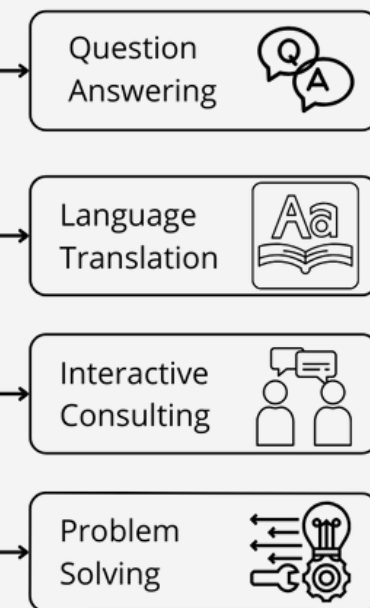 Question
Answering
Q
A
Language
Translation
Aa
Interactive
Consulting
Problem
Solving